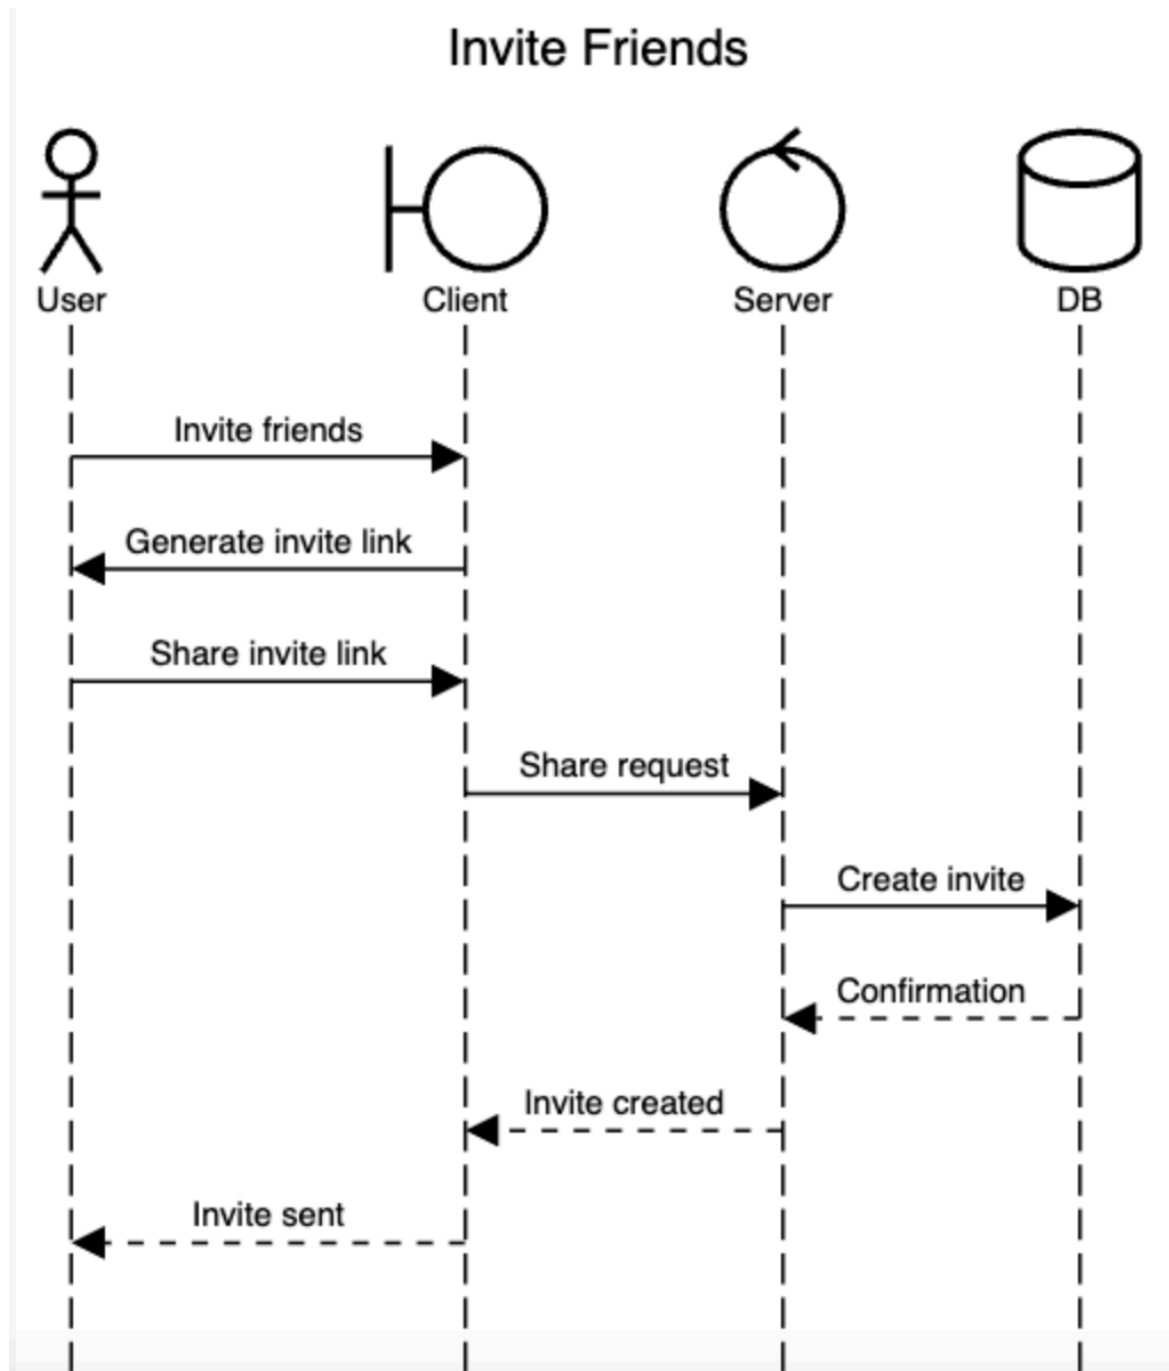 Invite Friends
User
Client
Server
DB
Invite friends
Generate invite link
Share invite link
Share request
Create invite
Confirmation
Invite created
Invite sent